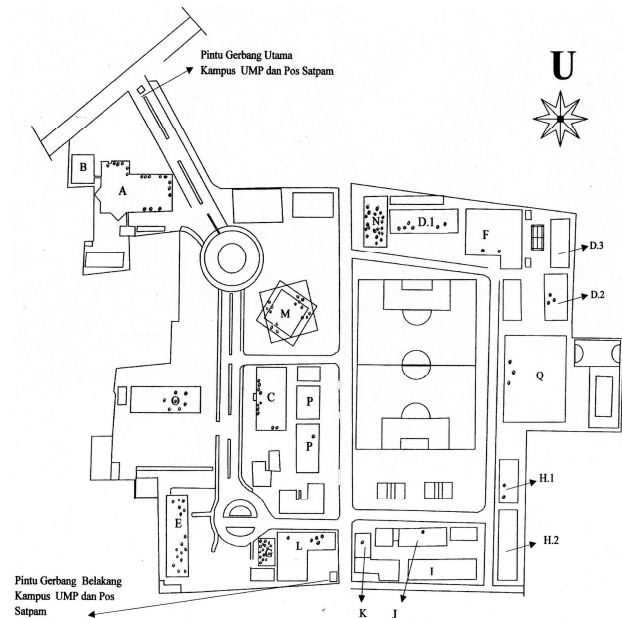 Pintu Gerbang Utama
Kampus UMP dan Pos Satpam
U
B
A
N
D.1
F
D.3
D.2
M
Q
O
C
P
P
H.1
E
G
L
H.2
I
Pintu Gerbang Belakang
Kampus UMP dan Pos
Satpam
K
J